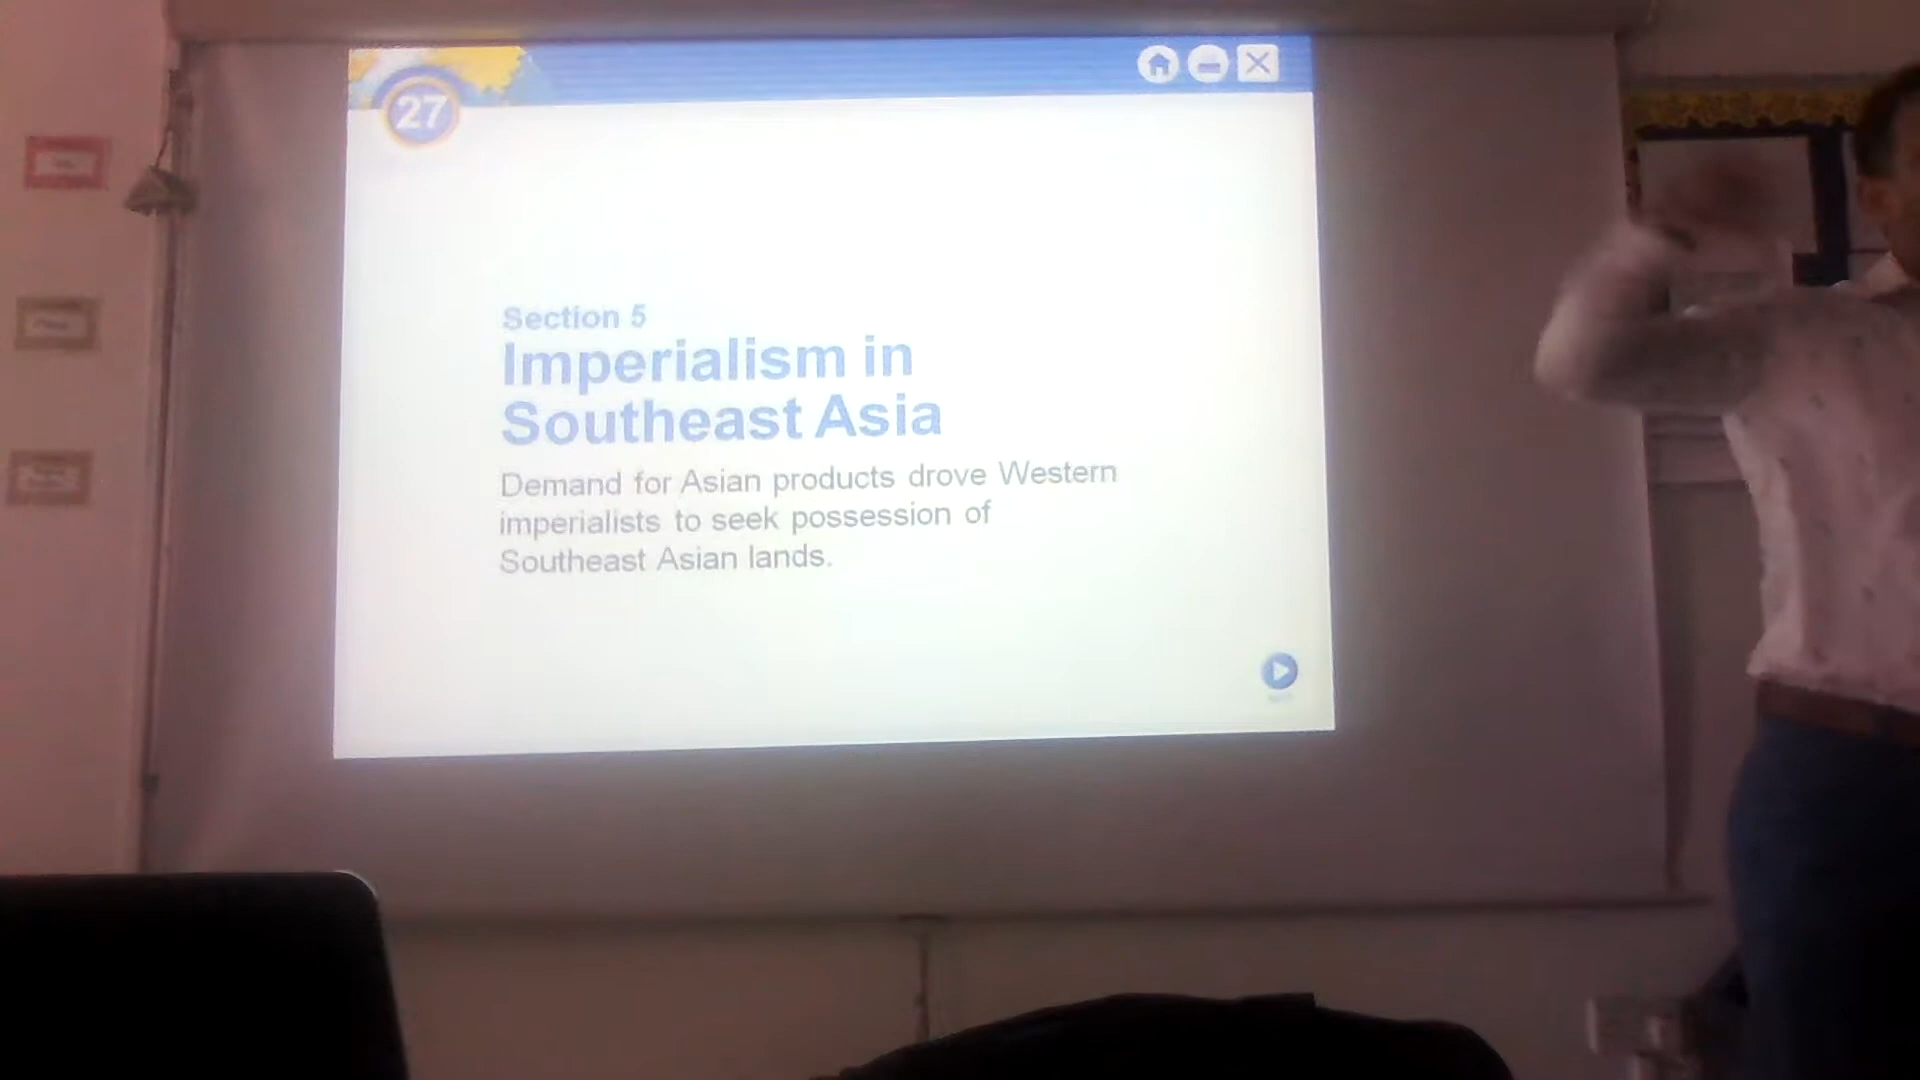 27
Section 5
Imperialism in
Southeast Asia
Demand for Asian products drove Western
imperialists to seek possession of
Southeast Asian lands.